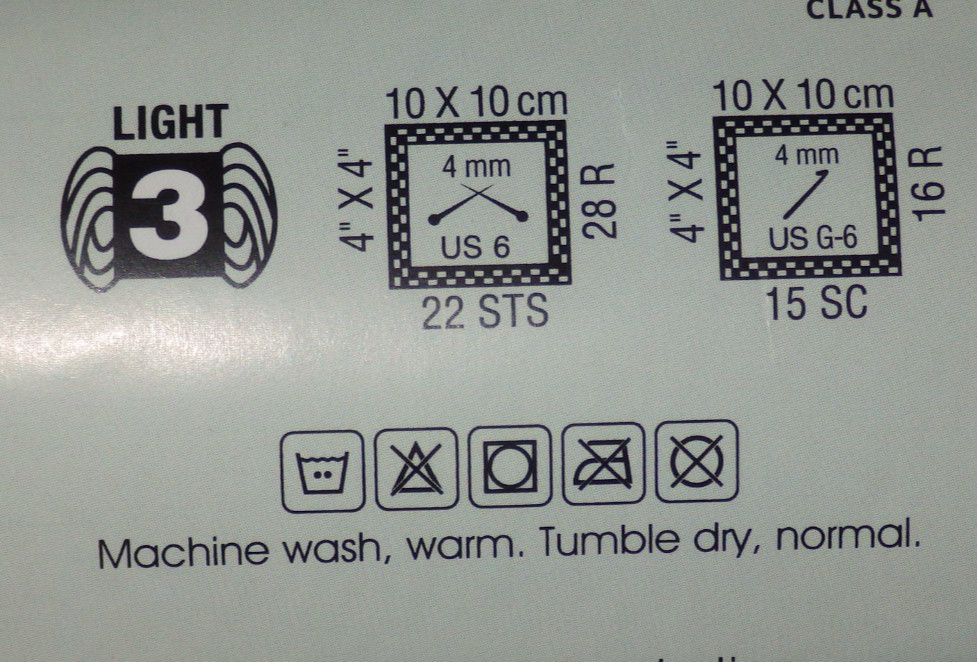 CLASS A
LIGHT
3
10 X 10 cm
4" X 4"
4 mm
US 6
28 R
22 STS
10 X 10 cm
4" X 4"
4 mm
US G-6
16 R
15 SC
Machine wash, warm. Tumble dry, normal.